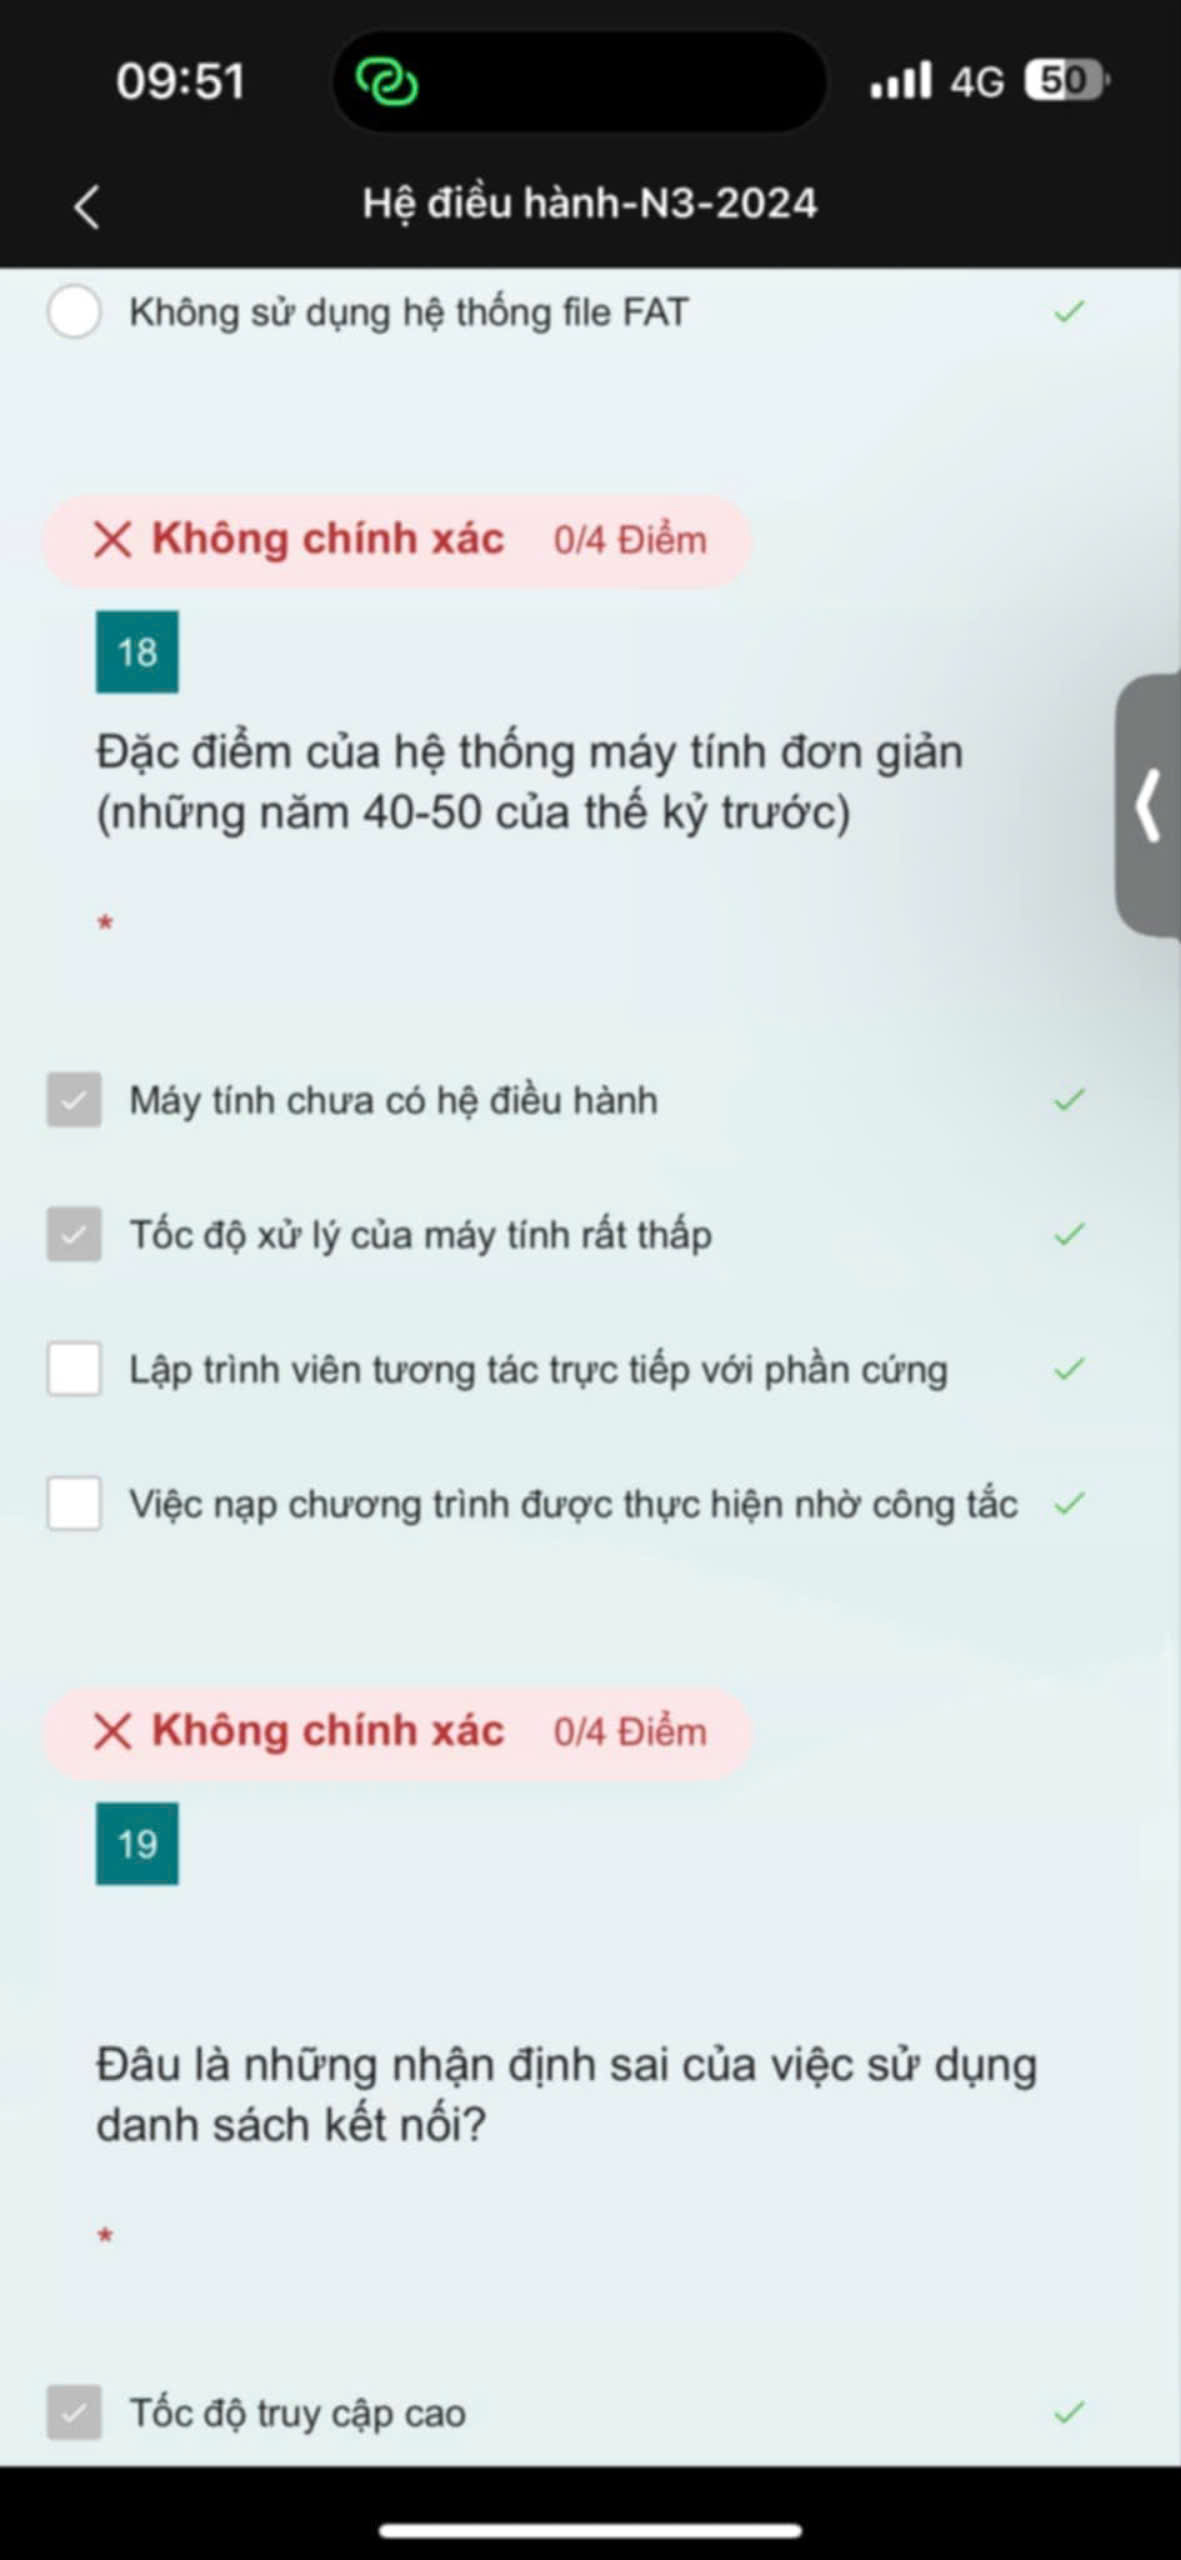 09:51
4G
50
Hệ điều hành-N3-2024
Không sử dụng hệ thống file FAT
Không chính xác 0/4 Điểm
18
Đặc điểm của hệ thống máy tính đơn giản
(những năm 40-50 của thế kỷ trước)
*
Máy tính chưa có hệ điều hành
Tốc độ xử lý của máy tính rất thấp
Lập trình viên tương tác trực tiếp với phần cứng
Việc nạp chương trình được thực hiện nhờ công tắc
Không chính xác 0/4 Điểm
19
Đâu là những nhận định sai của việc sử dụng
danh sách kết nối?
*
Tốc độ truy cập cao